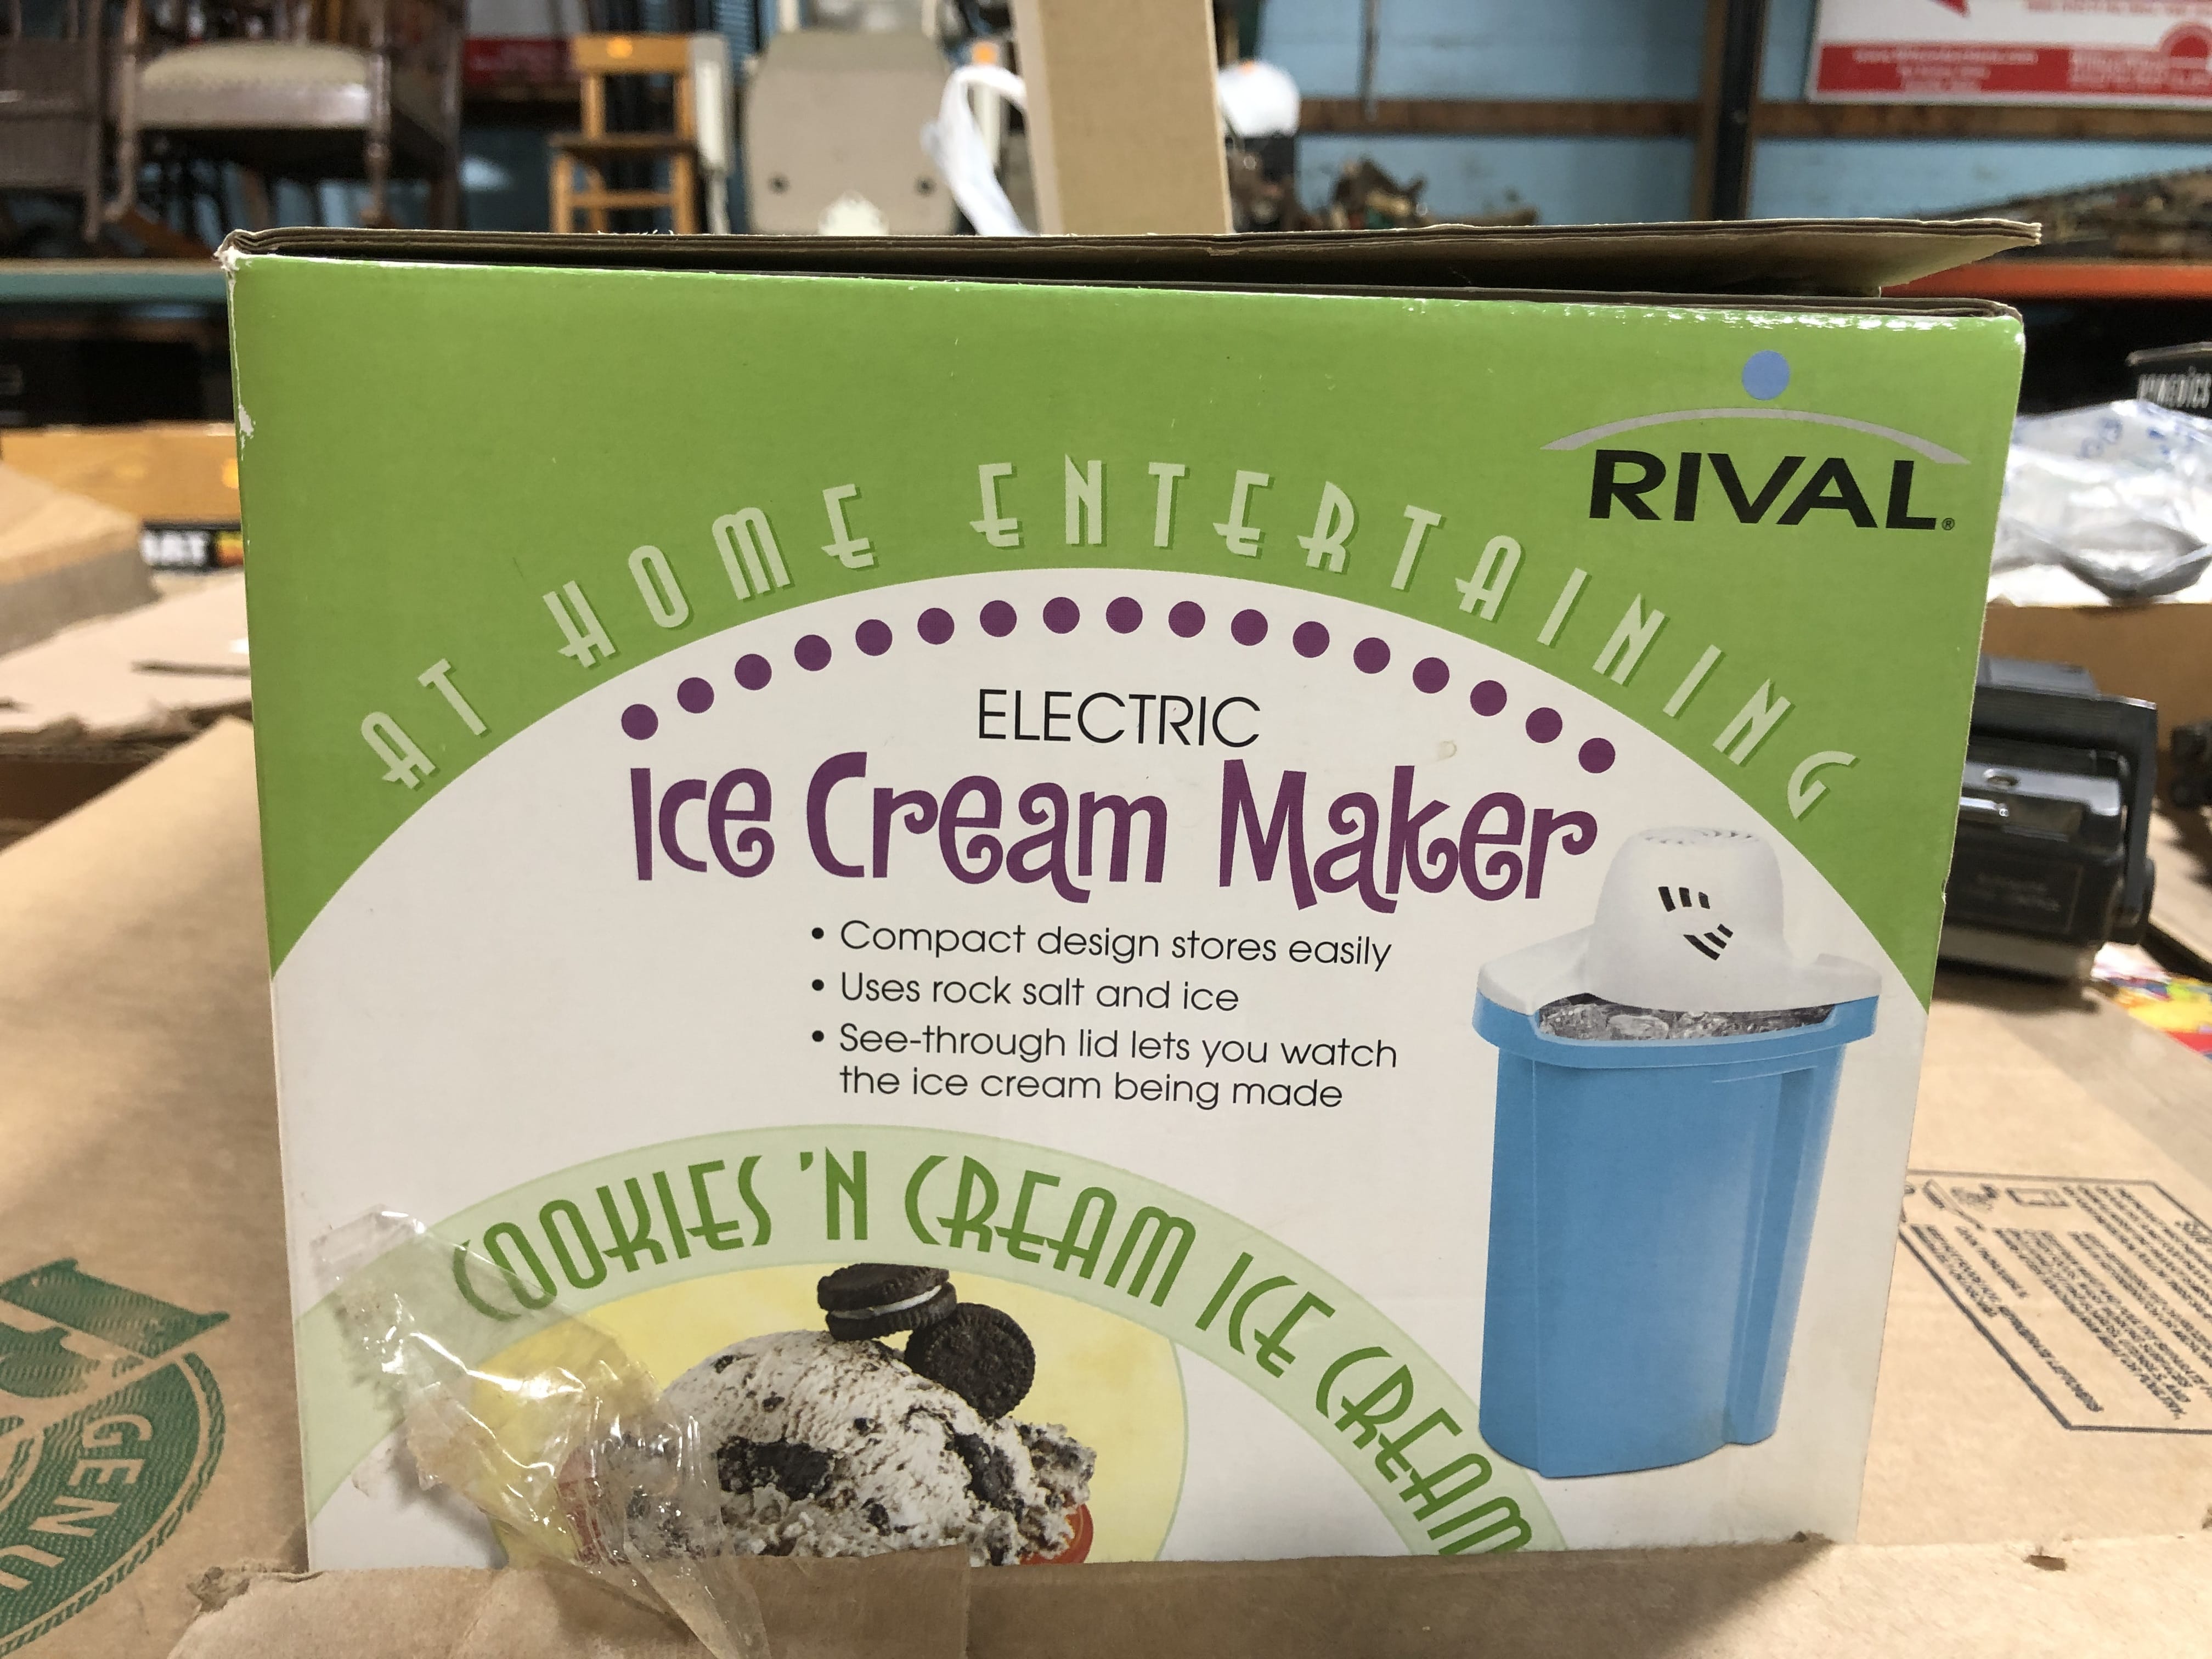 RIVAL®
AT HOME ENTERTAINING
ELECTRIC
Ice Cream Maker
• Compact design stores easily
• Uses rock salt and ice
• See-through lid lets you watch
the ice cream being made
COOKIES 'N CREAM ICE CREAM
GENU